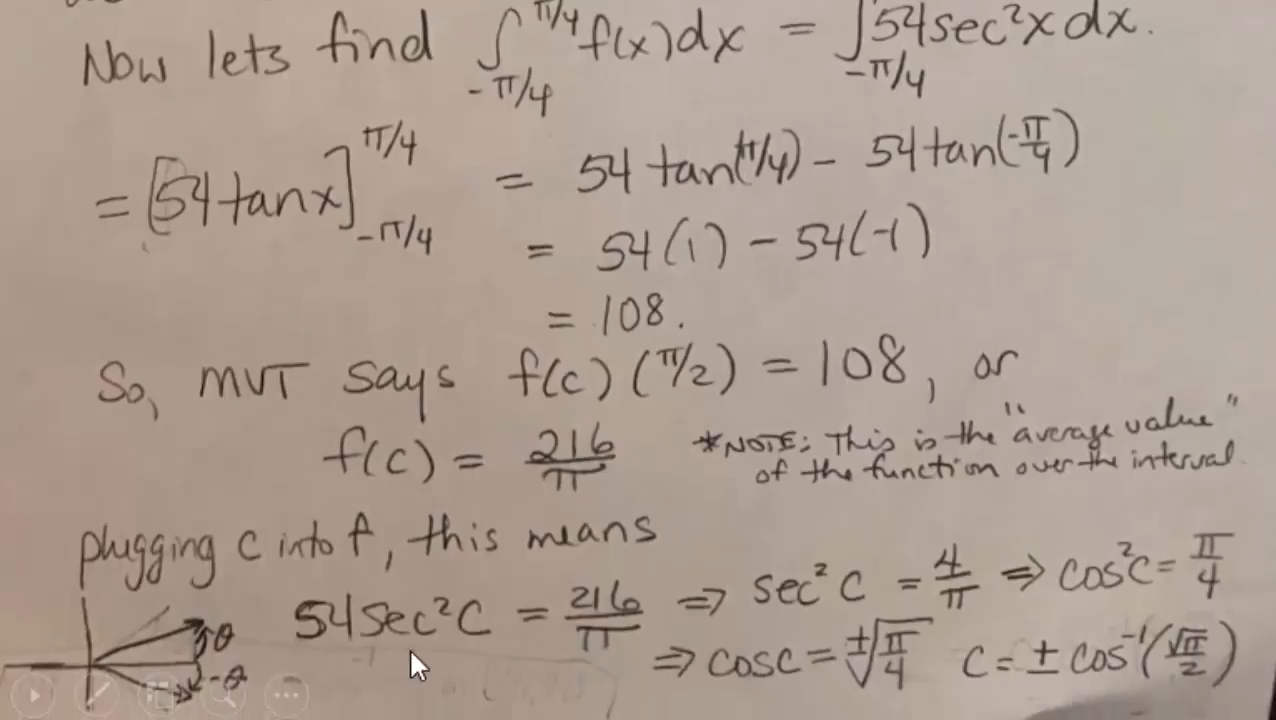 Now lets find ∫_{-π/4}^{π/4} f(x)dx = ∫_{-π/4} 54sec²x dx.
= [54 tanx]_{-π/4}^{π/4} = 54 tan(π/4) - 54 tan(-π/4)
= 54(1) - 54(-1)
= 108.
So, MVT says f(c)(π/2) = 108, or
f(c) = 216/π
*NOTE: This is the "average value"
of the function over the interval.
plugging c into f, this means
54sec²c = 216/π ⇒ sec²c = 4/π ⇒ cos²c = π/4
⇒ cosc = ±√(π/4) c = ± cos⁻¹(√π/2)
θ
-θ